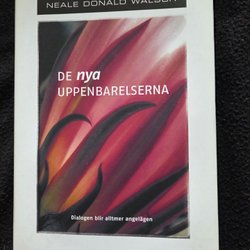 NEALE DONALD WALSCH
DE nya
UPPENBARELSERNA
Dialogen blir alltmer angelägen